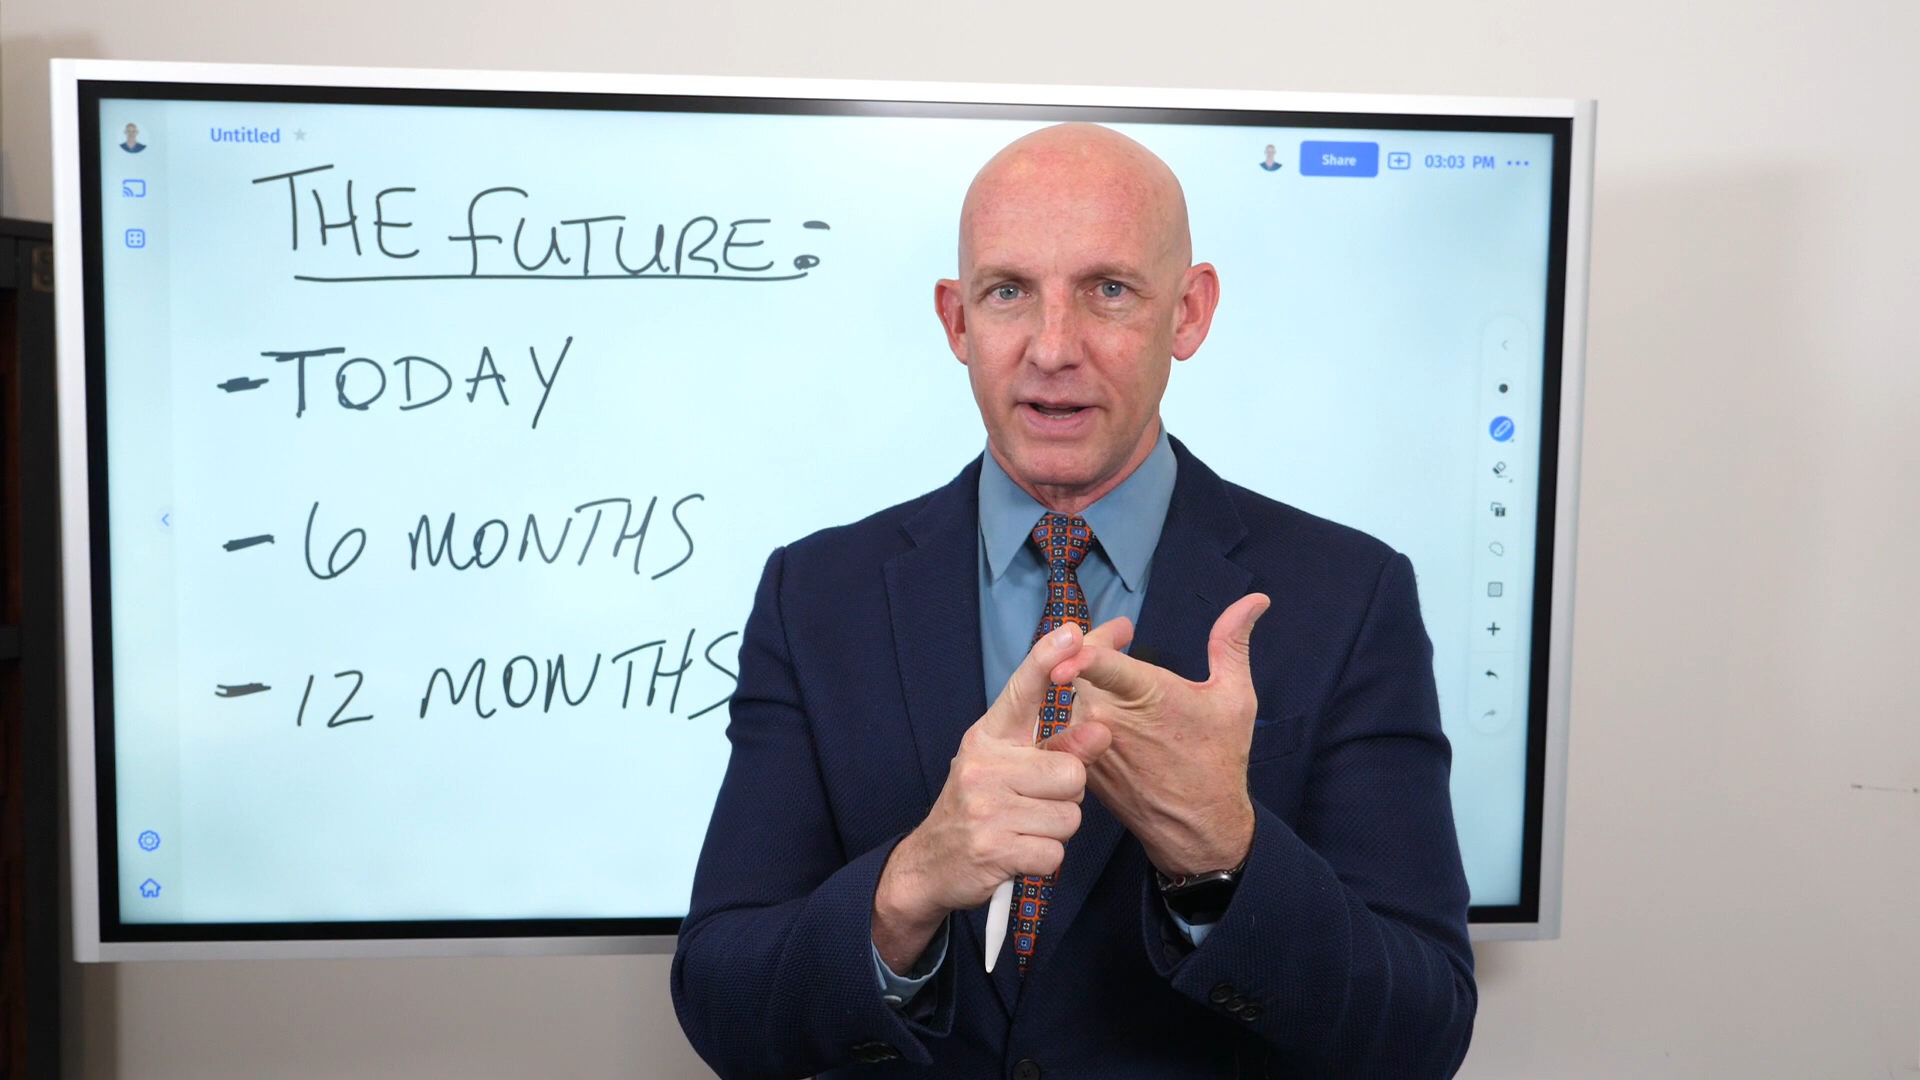 Untitled
Share 03:03 PM
THE FUTURE:
- TODAY
- 6 MONTHS
- 12 MONTHS